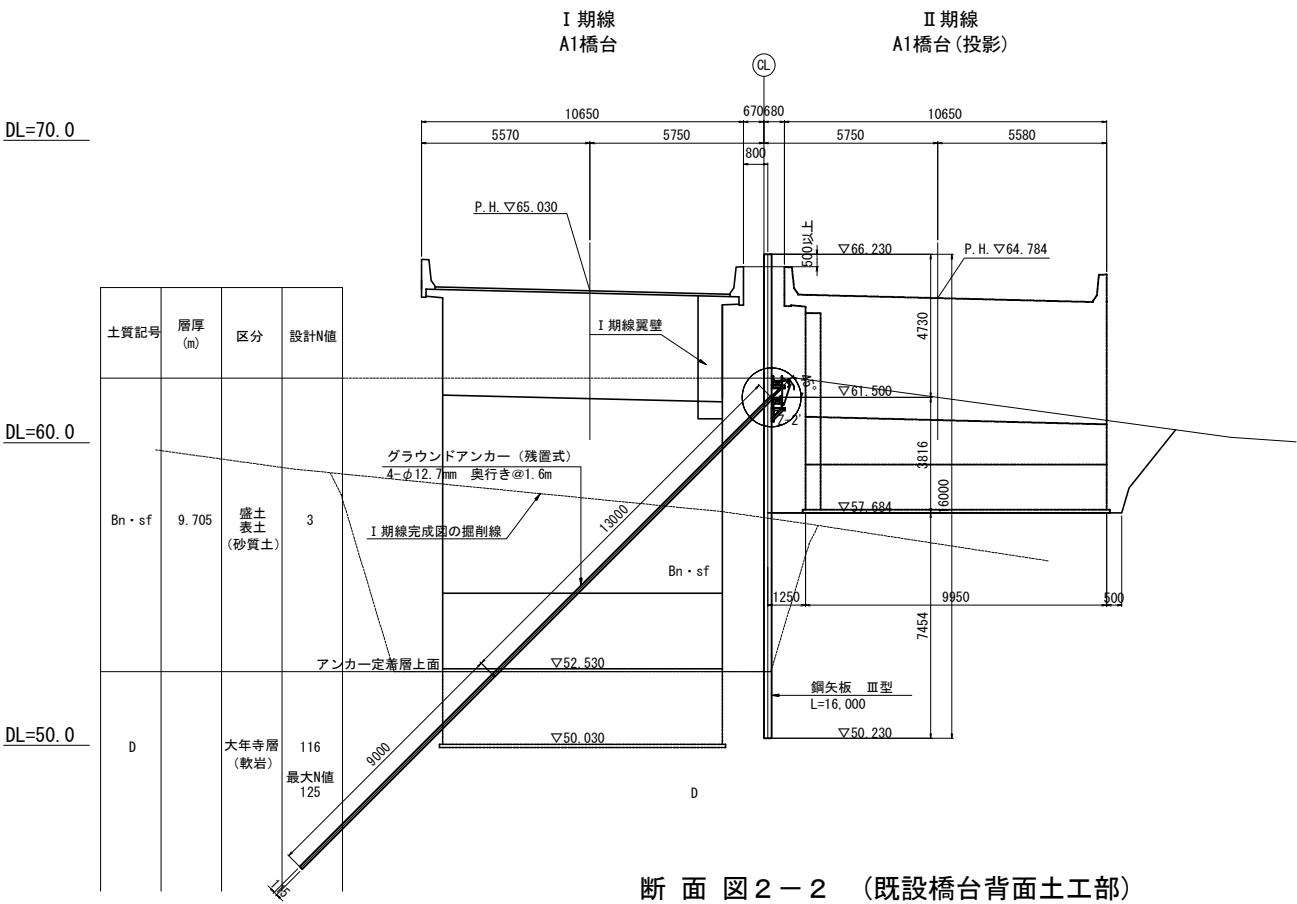 Ⅰ期線
A1橋台
Ⅱ期線
A1橋台(投影)
CL
10650
670
680
10650
DL=70.0
5570
5750
5750
5580
800
P.H.▽65.030
500以上
▽66.230
P.H.▽64.784
土質記号
層厚
(m)
区分
設計N値
Ⅰ期線翼壁
4730
45°
▽61.500
DL=60.0
グラウンドアンカー（残置式）
4-φ12.7mm 奥行き@1.6m
3816
6000
13000
▽57.684
Bn・sf
9.705
盛土
表土
(砂質土)
3
Ⅰ期線完成図の掘削線
Bn・sf
1250
9950
500
7454
アンカー定着層上面
▽52.530
鋼矢板 Ⅲ型
L=16,000
DL=50.0
D
大年寺層
(軟岩)
116
最大N値
125
9000
▽50.030
▽50.230
D
断面図２－２ （既設橋台背面土工部）